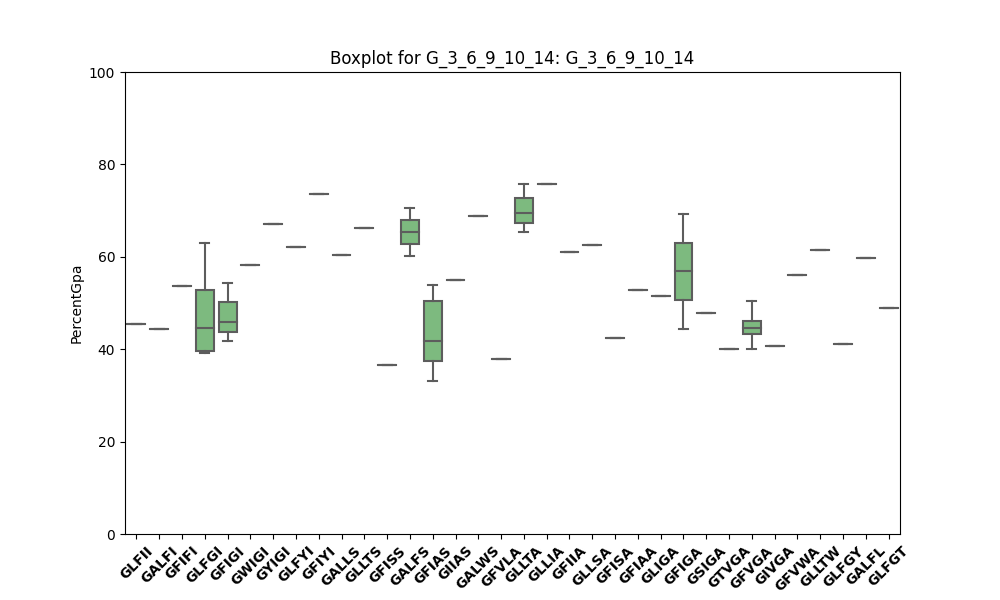 Boxplot for G_3_6_9_10_14: G_3_6_9_10_14
PercentGpa
100
80
60
40
20
0
GLFII
GALFI
GFIFI
GLFGI
GFIGI
GWIGI
GYIGI
GLFYI
GFIYI
GALLS
GLLTS
GFISS
GALFS
GFIAS
GIIAS
GALWS
GFVLA
GLLTA
GLLIA
GFIIA
GLLSA
GFISA
GFIAA
GLIGA
GFIGA
GSIGA
GTVGA
GFVGA
GIVGA
GFVWA
GLLTW
GLFGY
GALFL
GLFGT